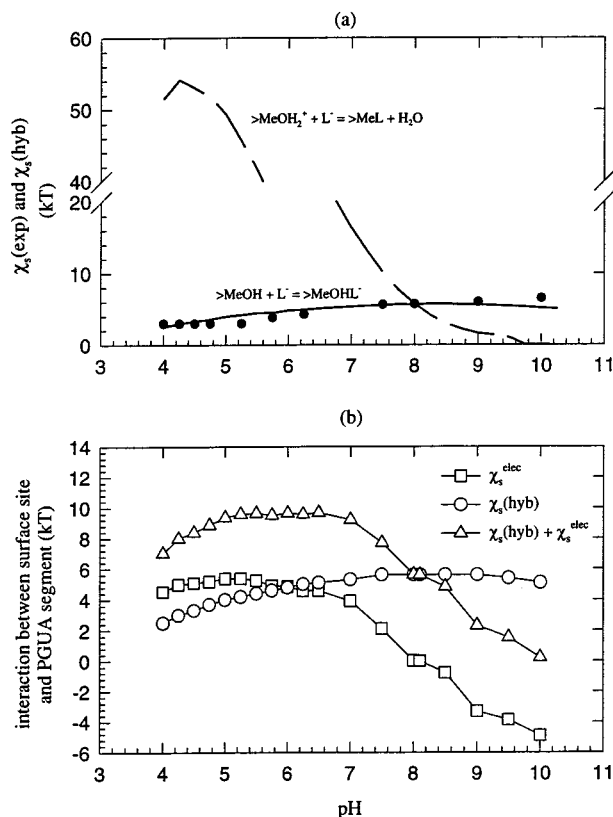 (a)
60
50
40
20
10
0
χₛ(exp) and χₛ(hyb)
(kT)
>MeOH₂⁺ + L⁻ = >MeL + H₂O
>MeOH + L⁻ = >MeOHL⁻
3 4 5 6 7 8 9 10 11
(b)
14
12
10
8
6
4
2
0
-2
-4
-6
interaction between surface site
and PGUA segment (kT)
χₛᵉˡᵉᶜ
χₛ(hyb)
χₛ(hyb) + χₛᵉˡᵉᶜ
3 4 5 6 7 8 9 10 11
pH